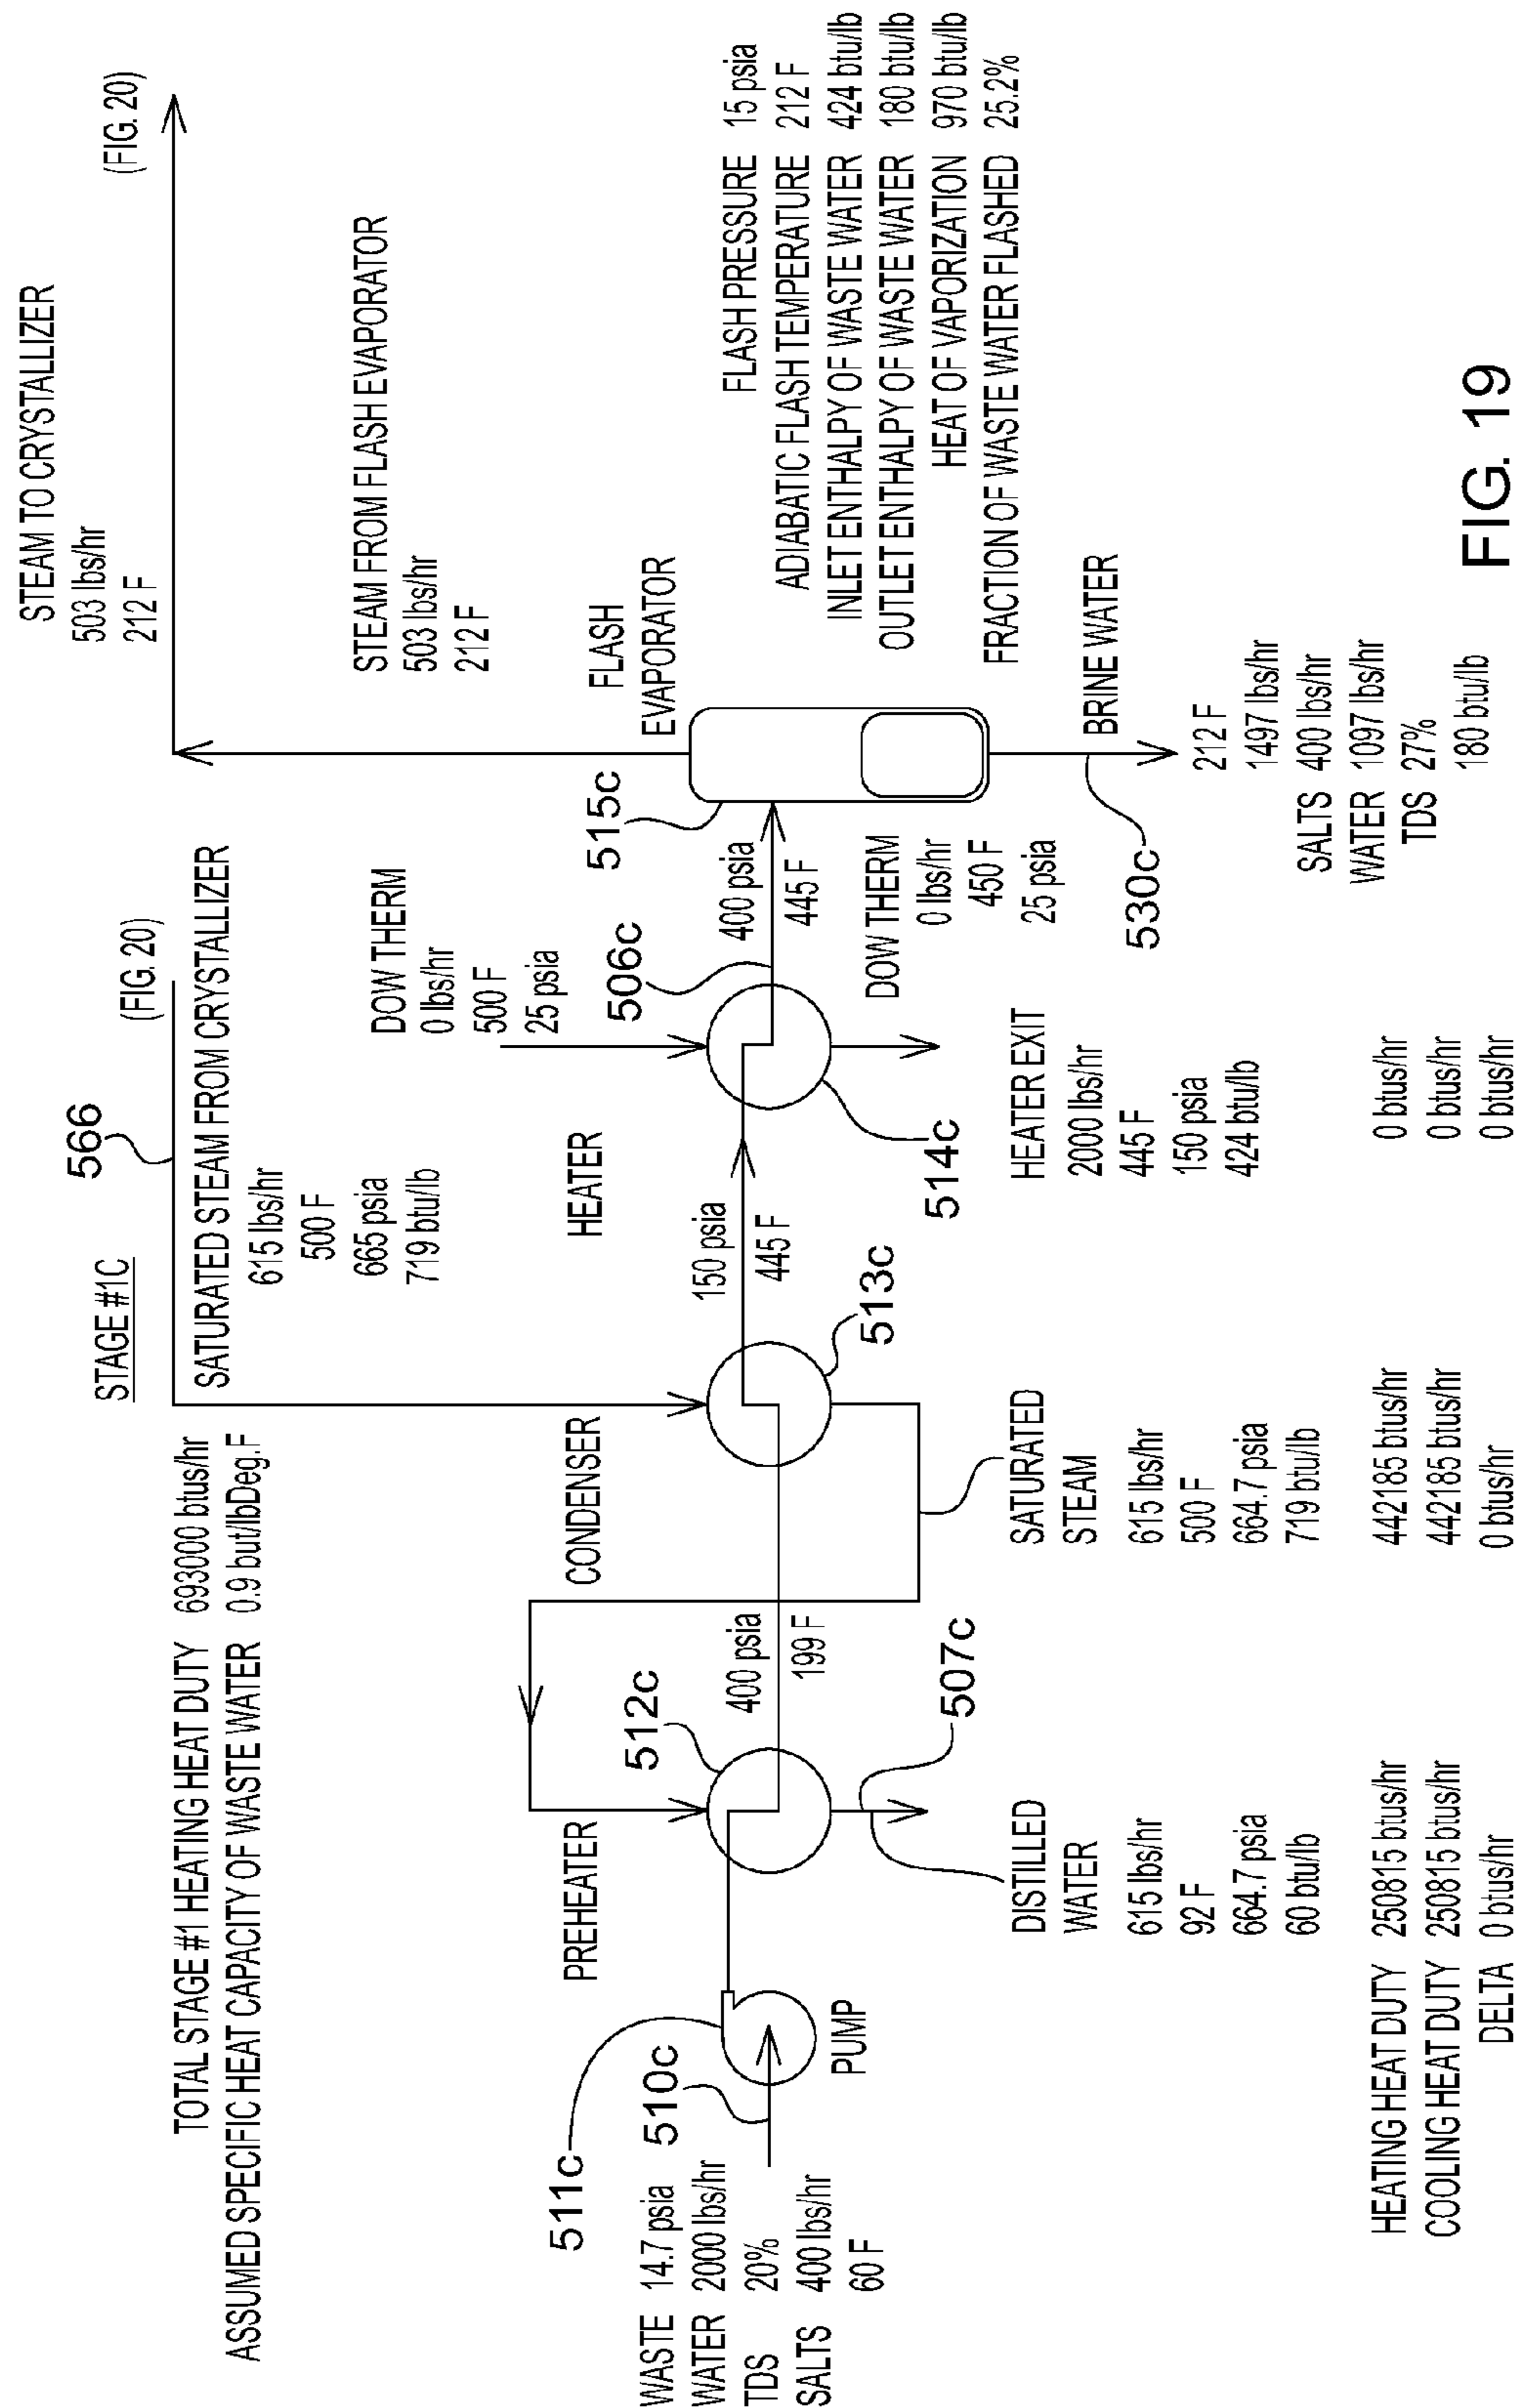 STAGE #1C
566
(FIG. 20)
(FIG. 20)
STEAM TO CRYSTALLIZER
503 lbs/hr
212 F
TOTAL STAGE #1 HEATING HEAT DUTY 693000 btus/hr
ASSUMED SPECIFIC HEAT CAPACITY OF WASTE WATER 0.9 but/lbDeg.F
SATURATED STEAM FROM CRYSTALLIZER
615 lbs/hr
500 F
665 psia
719 btu/lb
DOW THERM
0 lbs/hr
500 F
25 psia
STEAM FROM FLASH EVAPORATOR
503 lbs/hr
212 F
PREHEATER
CONDENSER
HEATER
FLASH
EVAPORATOR
511c
510c
512c
506c
515c
WASTE 14.7 psia
WATER 2000 lbs/hr
TDS 20%
SALTS 400 lbs/hr
60 F
PUMP
400 psia
199 F
150 psia
445 F
400 psia
445 F
507c
513c
514c
530c
DOW THERM
0 lbs/hr
450 F
25 psia
FLASH PRESSURE 15 psia
ADIABATIC FLASH TEMPERATURE 212 F
INLET ENTHALPY OF WASTE WATER 424 btu/lb
OUTLET ENTHALPY OF WASTE WATER 180 btu/lb
HEAT OF VAPORIZATION 970 btu/lb
FRACTION OF WASTE WATER FLASHED 25.2%
DISTILLED
WATER
615 lbs/hr
92 F
664.7 psia
60 btu/lb
SATURATED
STEAM
615 lbs/hr
500 F
664.7 psia
719 btu/lb
HEATER EXIT
2000 lbs/hr
445 F
150 psia
424 btu/lb
BRINE WATER
212 F
1497 lbs/hr
SALTS 400 lbs/hr
WATER 1097 lbs/hr
TDS 27%
180 btu/lb
HEATING HEAT DUTY 250815 btus/hr 442185 btus/hr 0 btus/hr
COOLING HEAT DUTY 250815 btus/hr 442185 btus/hr 0 btus/hr
DELTA 0 btus/hr 0 btus/hr 0 btus/hr
FIG. 19